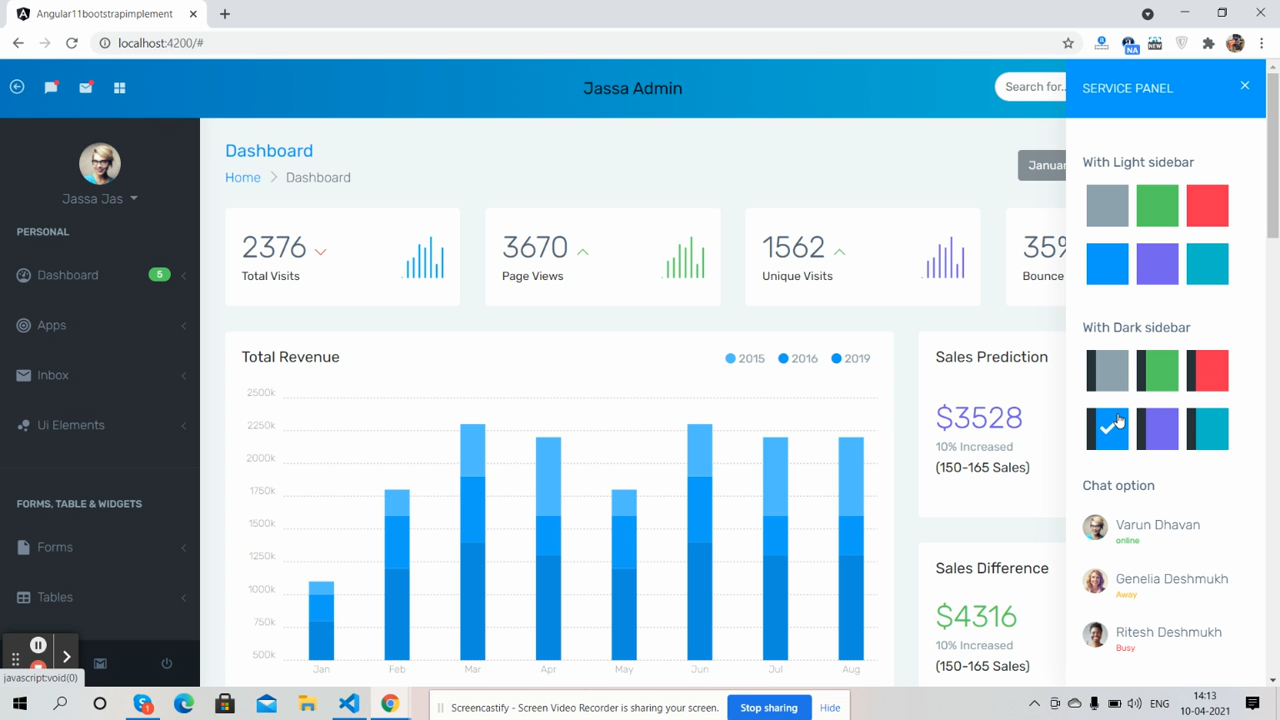 Angular11bootstrapimplement
localhost:4200/#
NA
NEW
Jassa Admin
Search for..
SERVICE PANEL
Jassa Jas
PERSONAL
Dashboard
5
Apps
Inbox
Ui Elements
FORMS, TABLE & WIDGETS
Forms
Tables
javascript:void(0)
Dashboard
Home
Dashboard
Januar
2376
Total Visits
3670
Page Views
1562
Unique Visits
35%
Bounce
Total Revenue
2015
2016
2019
2500k
2250k
2000k
1750k
1500k
1250k
1000k
750k
500k
Jan
Feb
Mar
Apr
May
Jun
Jul
Aug
Sales Prediction
$3528
10% Increased
(150-165 Sales)
Sales Difference
$4316
10% Increased
(150-165 Sales)
With Light sidebar
With Dark sidebar
Chat option
Varun Dhavan
online
Genelia Deshmukh
Away
Ritesh Deshmukh
Busy
1
Screencastify - Screen Video Recorder is sharing your screen.
Stop sharing
Hide
ENG
14:13
10-04-2021